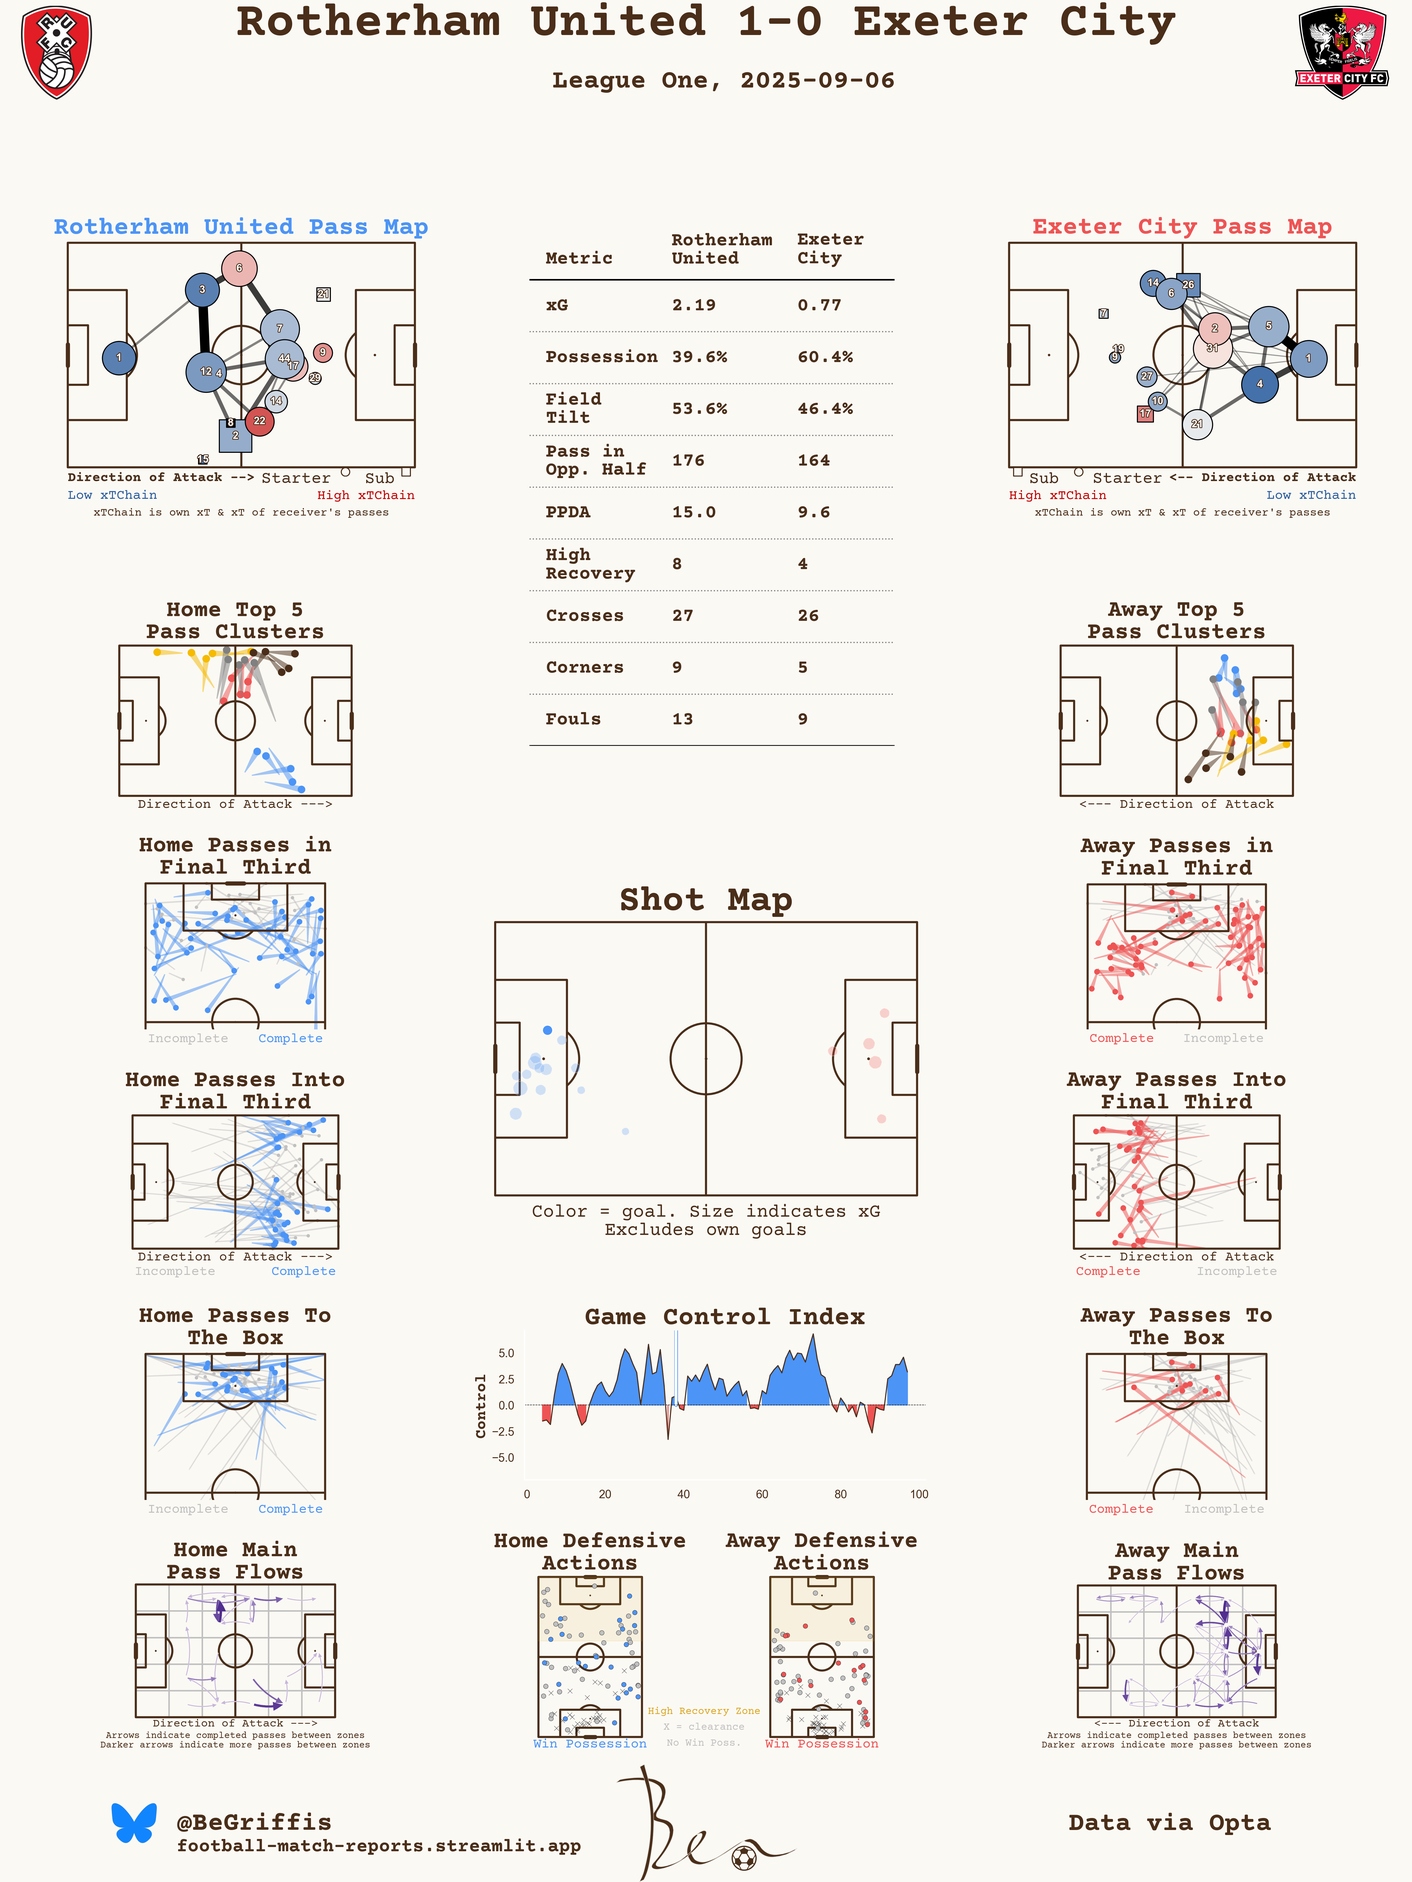 Rotherham United 1-0 Exeter City
League One, 2025-09-06
EXETER CITY FC
Rotherham United Pass Map
6
3
21
7
1
12
4
44
17
9
29
14
8
22
2
15
Direction of Attack --> Starter Sub
Low xTChain High xTChain
xTChain is own xT & xT of receiver's passes
Metric Rotherham United Exeter City
xG 2.19 0.77
Possession 39.6% 60.4%
Field Tilt 53.6% 46.4%
Pass in Opp. Half 176 164
PPDA 15.0 9.6
High Recovery 8 4
Crosses 27 26
Corners 9 5
Fouls 13 9
Exeter City Pass Map
14
26
6
7
2
5
19
31
9
1
27
4
10
17
21
Sub Starter <-- Direction of Attack
High xTChain Low xTChain
xTChain is own xT & xT of receiver's passes
Home Top 5
Pass Clusters
Direction of Attack --->
Away Top 5
Pass Clusters
<--- Direction of Attack
Home Passes in
Final Third
Incomplete Complete
Away Passes in
Final Third
Complete Incomplete
Shot Map
Color = goal. Size indicates xG
Excludes own goals
Home Passes Into
Final Third
Direction of Attack --->
Incomplete Complete
Away Passes Into
Final Third
<--- Direction of Attack
Complete Incomplete
Home Passes To
The Box
Incomplete Complete
Game Control Index
Control
5.0
2.5
0.0
−2.5
−5.0
0 20 40 60 80 100
Away Passes To
The Box
Complete Incomplete
Home Main
Pass Flows
Direction of Attack --->
Arrows indicate completed passes between zones
Darker arrows indicate more passes between zones
Home Defensive
Actions
Win Possession
High Recovery Zone
X = clearance
No Win Poss.
Away Defensive
Actions
Win Possession
Away Main
Pass Flows
<--- Direction of Attack
Arrows indicate completed passes between zones
Darker arrows indicate more passes between zones
@BeGriffis
football-match-reports.streamlit.app
Ben
Data via Opta